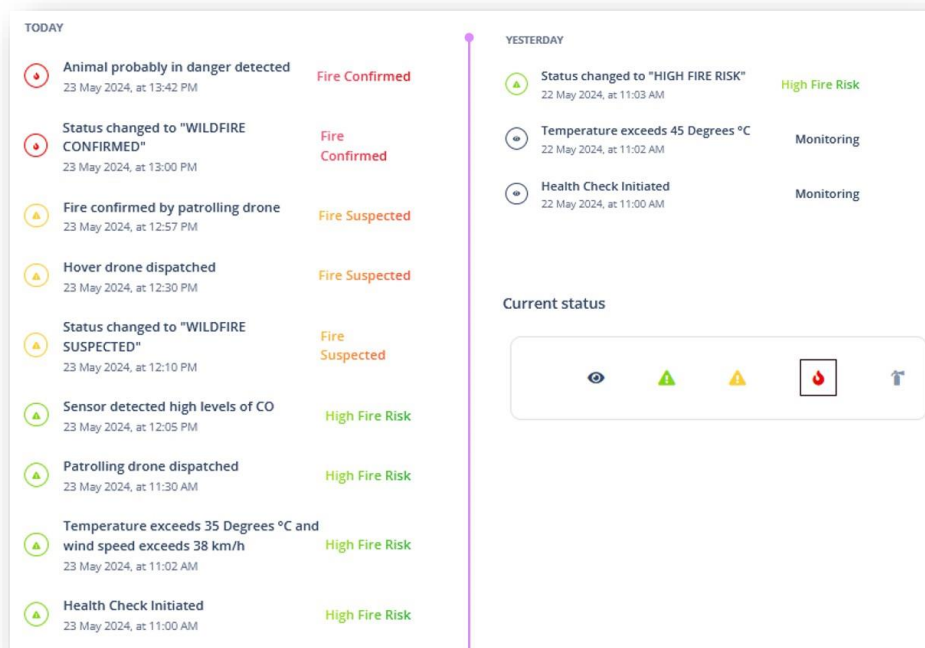 TODAY
Animal probably in danger detected
23 May 2024, at 13:42 PM
Fire Confirmed
Status changed to "WILDFIRE
CONFIRMED"
23 May 2024, at 13:00 PM
Fire
Confirmed
Fire confirmed by patrolling drone
23 May 2024, at 12:57 PM
Fire Suspected
Hover drone dispatched
23 May 2024, at 12:30 PM
Fire Suspected
Status changed to "WILDFIRE
SUSPECTED"
23 May 2024, at 12:10 PM
Fire
Suspected
Sensor detected high levels of CO
23 May 2024, at 12:05 PM
High Fire Risk
Patrolling drone dispatched
23 May 2024, at 11:30 AM
High Fire Risk
Temperature exceeds 35 Degrees °C and
wind speed exceeds 38 km/h
23 May 2024, at 11:02 AM
High Fire Risk
Health Check Initiated
23 May 2024, at 11:00 AM
High Fire Risk
YESTERDAY
Status changed to "HIGH FIRE RISK"
22 May 2024, at 11:03 AM
High Fire Risk
Temperature exceeds 45 Degrees °C
22 May 2024, at 11:02 AM
Monitoring
Health Check Initiated
22 May 2024, at 11:00 AM
Monitoring
Current status